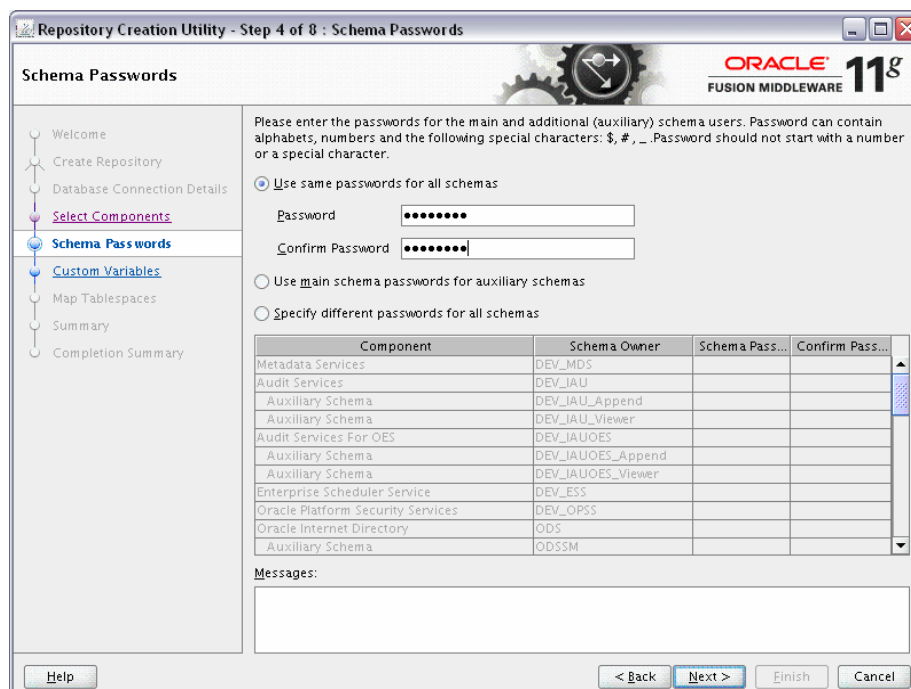 Repository Creation Utility - Step 4 of 8 : Schema Passwords
Schema Passwords
ORACLE
FUSION MIDDLEWARE 11g
Welcome
Create Repository
Database Connection Details
Select Components
Schema Passwords
Custom Variables
Map Tablespaces
Summary
Completion Summary
Please enter the passwords for the main and additional (auxiliary) schema users. Password can contain
alphabets, numbers and the following special characters: $, # , _ .Password should not start with a number
or a special character.
Use same passwords for all schemas
Password ••••••••
Confirm Password ••••••••
Use main schema passwords for auxiliary schemas
Specify different passwords for all schemas
Component Schema Owner Schema Pass... Confirm Pass...
Metadata Services DEV_MDS
Audit Services DEV_IAU
Auxiliary Schema DEV_IAU_Append
Auxiliary Schema DEV_IAU_Viewer
Audit Services For OES DEV_IAUOES
Auxiliary Schema DEV_IAUOES_Append
Auxiliary Schema DEV_IAUOES_Viewer
Enterprise Scheduler Service DEV_ESS
Oracle Platform Security Services DEV_OPSS
Oracle Internet Directory ODS
Auxiliary Schema ODSSM
Messages:
Help < Back Next > Finish Cancel